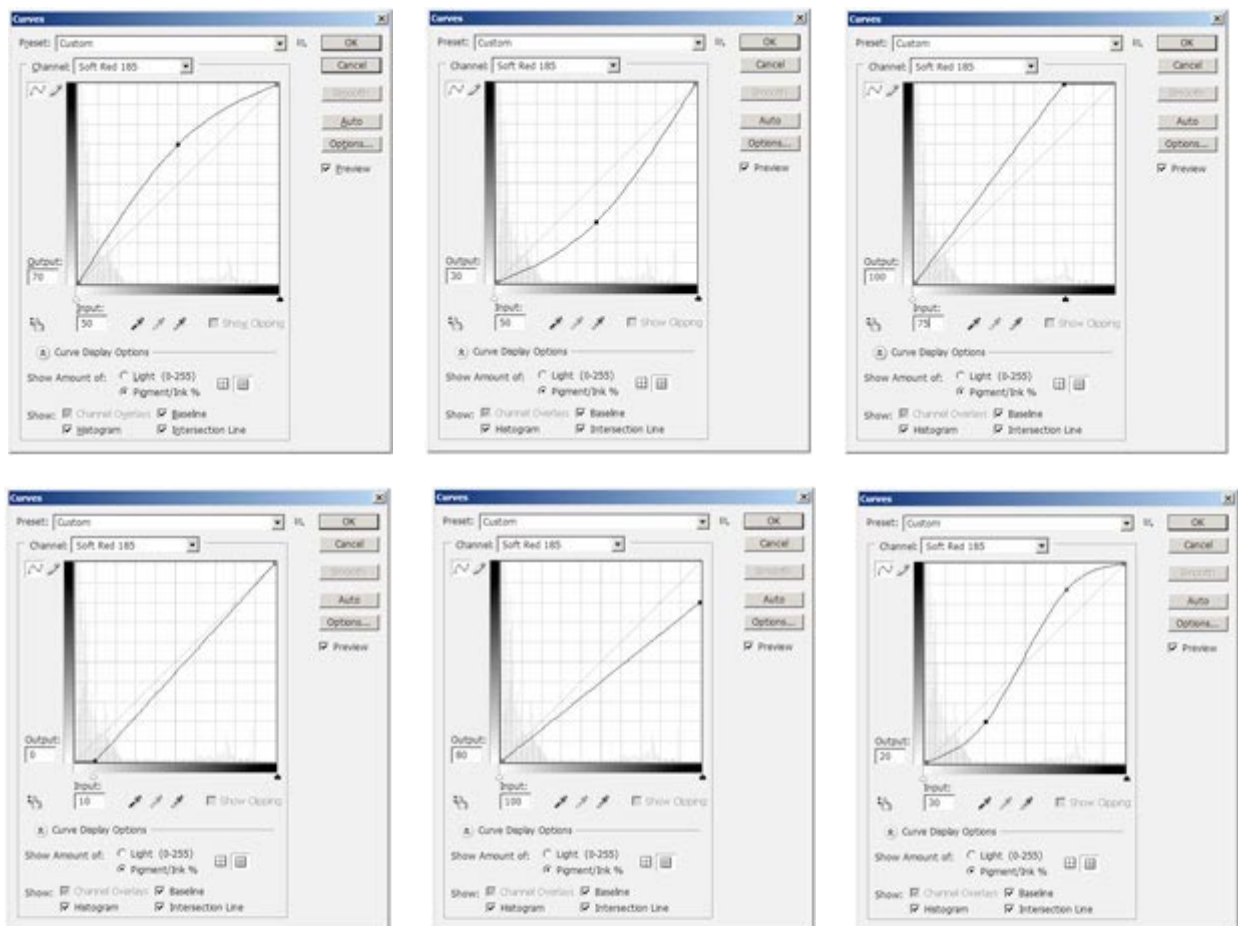 Curves
Preset: Custom
OK
Channel: Soft Red 185
Cancel
Smooth
Auto
Options...
Preview
Output:
70
Input:
50
Show Clipping
Curve Display Options
Show Amount of: Light (0-255)
Pigment/Ink %
Show: Channel Overlays Baseline
Histogram Intersection Line
Curves
Preset: Custom
OK
Channel: Soft Red 185
Cancel
Smooth
Auto
Options...
Preview
Output:
30
Input:
50
Show Clipping
Curve Display Options
Show Amount of: Light (0-255)
Pigment/Ink %
Show: Channel Overlays Baseline
Histogram Intersection Line
Curves
Preset: Custom
OK
Channel: Soft Red 185
Cancel
Smooth
Auto
Options...
Preview
Output:
100
Input:
75
Show Clipping
Curve Display Options
Show Amount of: Light (0-255)
Pigment/Ink %
Show: Channel Overlays Baseline
Histogram Intersection Line
Curves
Preset: Custom
OK
Channel: Soft Red 185
Cancel
Smooth
Auto
Options...
Preview
Output:
0
Input:
10
Show Clipping
Curve Display Options
Show Amount of: Light (0-255)
Pigment/Ink %
Show: Channel Overlays Baseline
Histogram Intersection Line
Curves
Preset: Custom
OK
Channel: Soft Red 185
Cancel
Smooth
Auto
Options...
Preview
Output:
80
Input:
100
Show Clipping
Curve Display Options
Show Amount of: Light (0-255)
Pigment/Ink %
Show: Channel Overlays Baseline
Histogram Intersection Line
Curves
Preset: Custom
OK
Channel: Soft Red 185
Cancel
Smooth
Auto
Options...
Preview
Output:
20
Input:
30
Show Clipping
Curve Display Options
Show Amount of: Light (0-255)
Pigment/Ink %
Show: Channel Overlays Baseline
Histogram Intersection Line